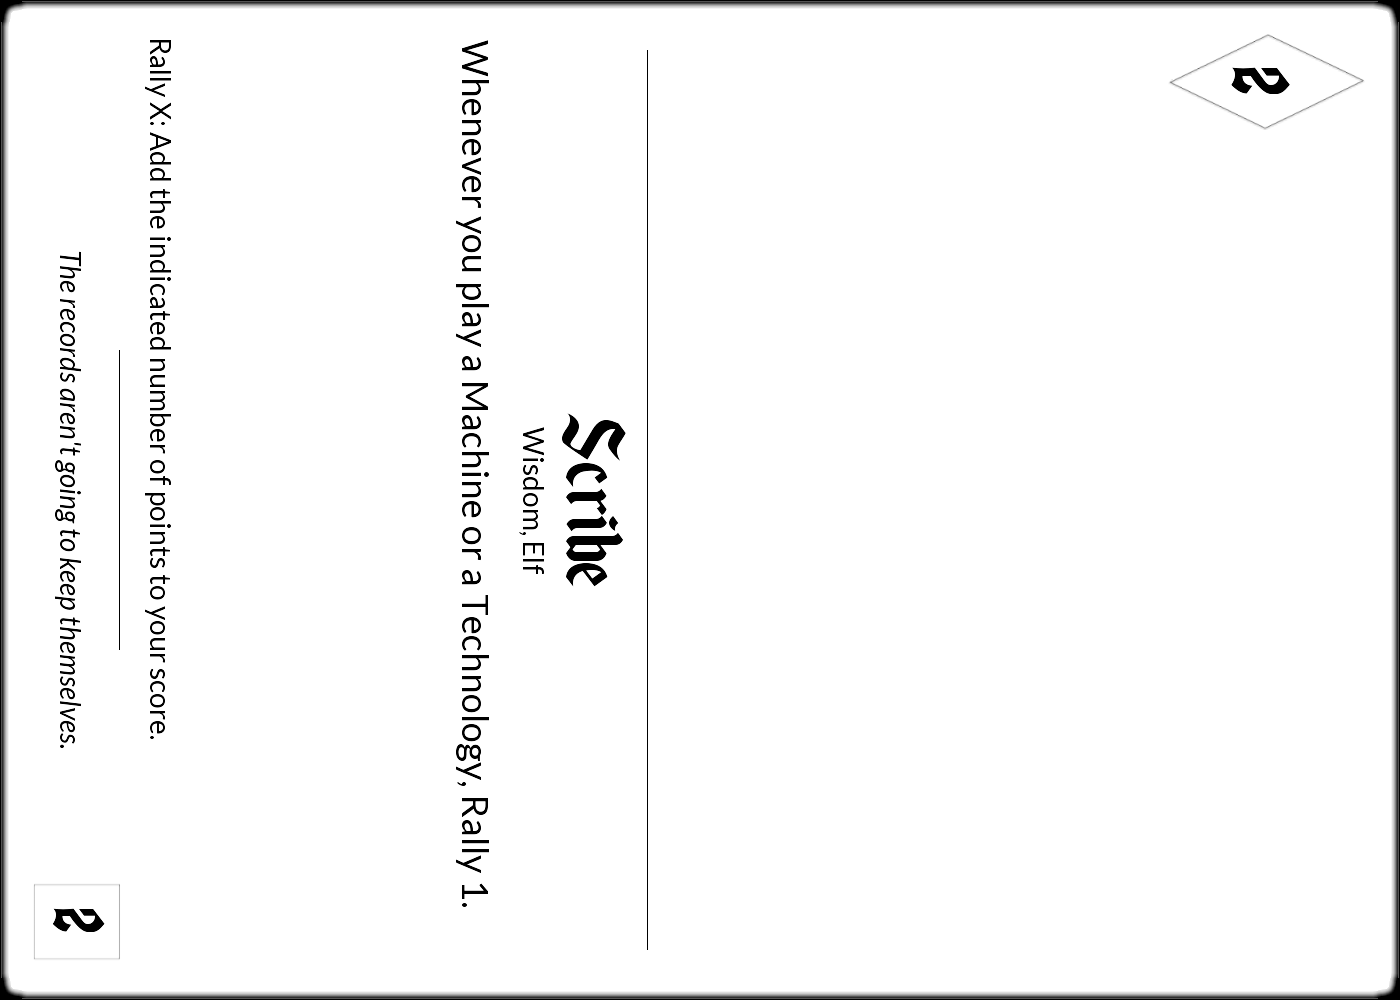 2
Scribe
Wisdom, Elf
Whenever you play a Machine or a Technology, Rally 1.
Rally X: Add the indicated number of points to your score.
The records aren't going to keep themselves.
2